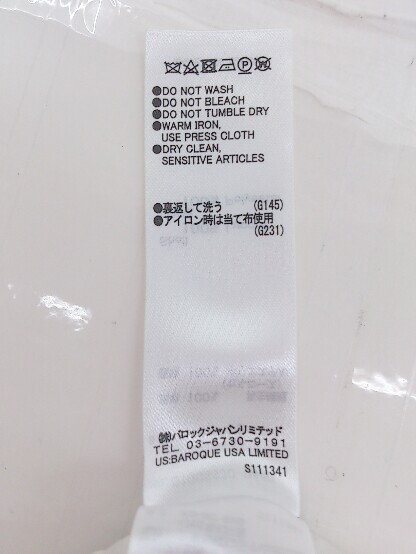 ●DO NOT WASH
●DO NOT BLEACH
●DO NOT TUMBLE DRY
●WARM IRON,
USE PRESS CLOTH
●DRY CLEAN,
SENSITIVE ARTICLES
●裏返して洗う (G145)
●アイロン時は当て布使用
(G231)
㈱バロックジャパンリミテッド
TEL. 03-6730-9191
US:BAROQUE USA LIMITED
S111341